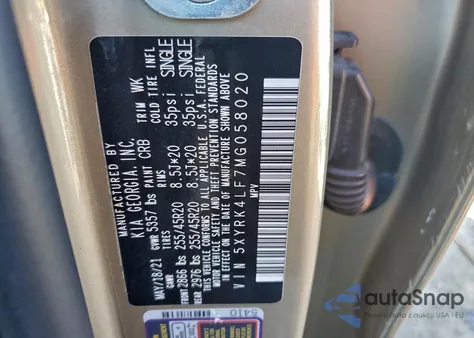 MANUFACTURED BY
KIA GEORGIA, INC.
MAY/18/21 GVWR 5357 lbs PAINT CRB TRIM WK
GAWR TIRES RIMS COLD TIRE INFL
FRT 2866 lbs 255/45R20 8.5J*20 35psi SINGLE
REAR 2976 lbs 255/45R20 8.5J*20 35psi SINGLE
THIS VEHICLE CONFORMS TO ALL APPLICABLE U.S.A. FEDERAL
MOTOR VEHICLE SAFETY AND THEFT PREVENTION
STANDARDS IN EFFECT ON THE DATE OF MANUFACTURE SHOWN ABOVE
VIN 5XYRK4LF7MG058020
MPV
5410
autoSnap